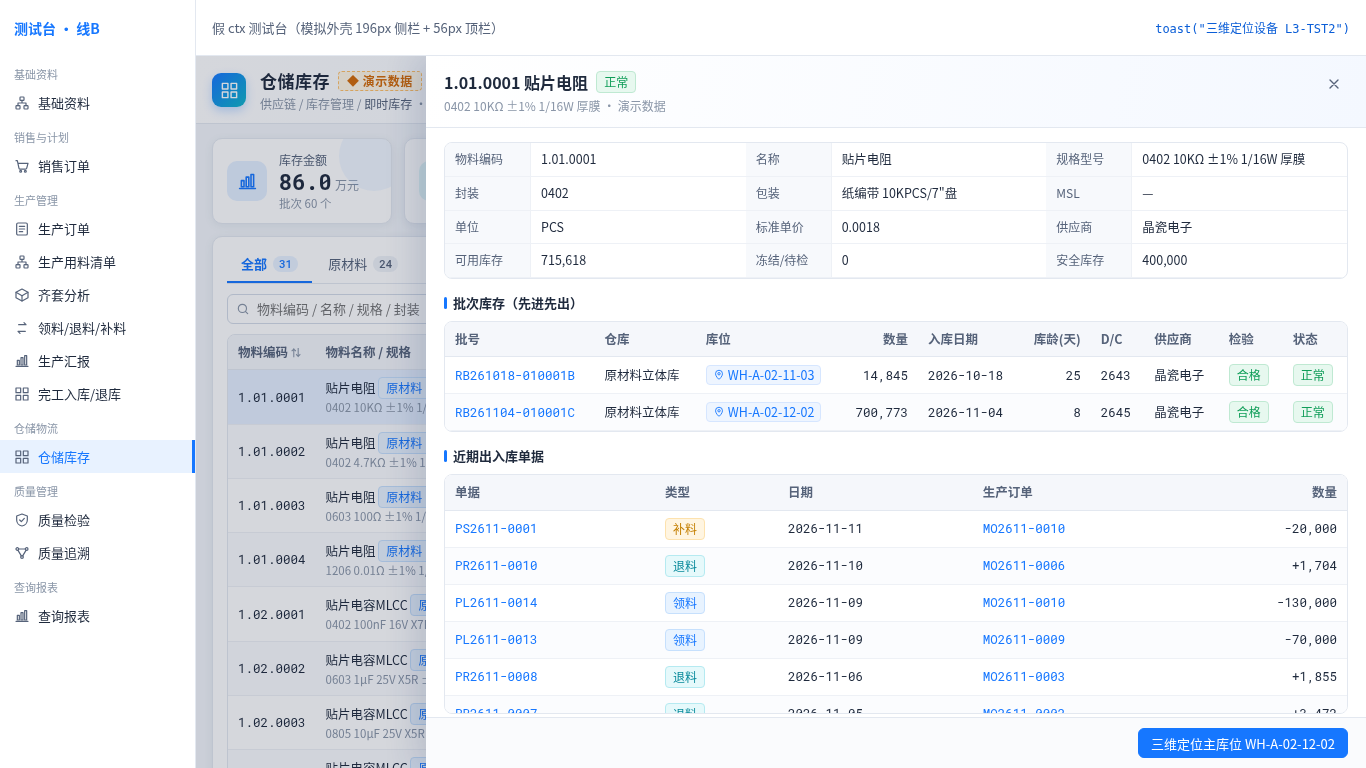 测试台 · 线B
基础资料
基础资料
销售与计划
销售订单
生产管理
生产订单
生产用料清单
齐套分析
领料/退料/补料
生产汇报
完工入库/退库
仓储物流
仓储库存
质量管理
质量检验
质量追溯
查询报表
查询报表
假 ctx 测试台（模拟外壳 196px 侧栏 + 56px 顶栏） toast("三维定位设备 L3-TST2")
仓储库存 ◆ 演示数据
供应链 / 库存管理 / 即时库存 ·
库存金额
86.0 万元
批次 60 个
全部 31 原材料 24
物料编码 / 名称 / 规格 / 封装
物料编码 ⇅ 物料名称 / 规格
1.01.0001 贴片电阻 原材料
0402 10KΩ ±1% 1/
1.01.0002 贴片电阻 原材料
0402 4.7KΩ ±1% 1
1.01.0003 贴片电阻 原材料
0603 100Ω ±1% 1/
1.01.0004 贴片电阻 原材料
1206 0.01Ω ±1% 1
1.02.0001 贴片电容MLCC
0402 100nF 16V X7
1.02.0002 贴片电容MLCC
0603 1μF 25V X5R
1.02.0003 贴片电容MLCC
0805 10μF 25V X5R
1.01.0001 贴片电阻 正常
0402 10KΩ ±1% 1/16W 厚膜 · 演示数据
物料编码 1.01.0001 名称 贴片电阻 规格型号 0402 10KΩ ±1% 1/16W 厚膜
封装 0402 包装 纸编带 10KPCS/7"盘 MSL —
单位 PCS 标准单价 0.0018 供应商 晶瓷电子
可用库存 715,618 冻结/待检 0 安全库存 400,000
批次库存（先进先出）
批号 仓库 库位 数量 入库日期 库龄(天) D/C 供应商 检验 状态
RB261018-010001B 原材料立体库 WH-A-02-11-03 14,845 2026-10-18 25 2643 晶瓷电子 合格 正常
RB261104-010001C 原材料立体库 WH-A-02-12-02 700,773 2026-11-04 8 2645 晶瓷电子 合格 正常
近期出入库单据
单据 类型 日期 生产订单 数量
PS2611-0001 补料 2026-11-11 MO2611-0010 -20,000
PR2611-0010 退料 2026-11-10 MO2611-0006 +1,704
PL2611-0014 领料 2026-11-09 MO2611-0010 -130,000
PL2611-0013 领料 2026-11-09 MO2611-0009 -70,000
PR2611-0008 退料 2026-11-06 MO2611-0003 +1,855
三维定位主库位 WH-A-02-12-02